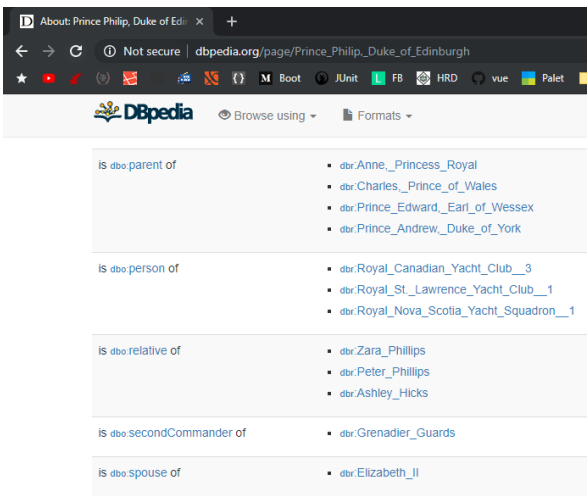 About: Prince Philip, Duke of Edin
Not secure dbpedia.org/page/Prince_Philip,_Duke_of_Edinburgh
Boot JUnit FB HRD vue Palet
DBpedia Browse using Formats
is dbo:parent of
dbr:Anne,_Princess_Royal
dbr:Charles,_Prince_of_Wales
dbr:Prince_Edward,_Earl_of_Wessex
dbr:Prince_Andrew,_Duke_of_York
is dbo:person of
dbr:Royal_Canadian_Yacht_Club__3
dbr:Royal_St._Lawrence_Yacht_Club__1
dbr:Royal_Nova_Scotia_Yacht_Squadron__1
is dbo:relative of
dbr:Zara_Phillips
dbr:Peter_Phillips
dbr:Ashley_Hicks
is dbo:secondCommander of
dbr:Grenadier_Guards
is dbo:spouse of
dbr:Elizabeth_II